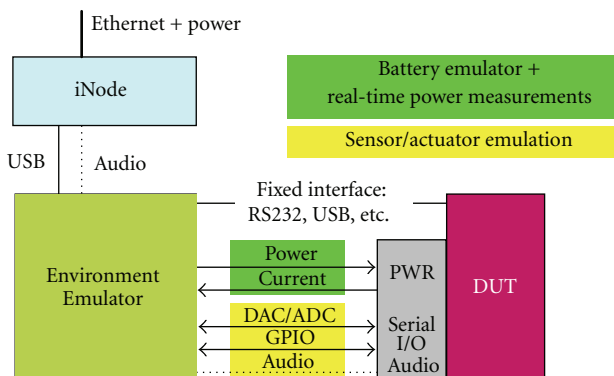 Ethernet + power
iNode
Battery emulator +
real-time power measurements
Sensor/actuator emulation
USB
Audio
Fixed interface:
RS232, USB, etc.
Environment
Emulator
Power
Current
DAC/ADC
GPIO
Audio
PWR
Serial
I/O
Audio
DUT